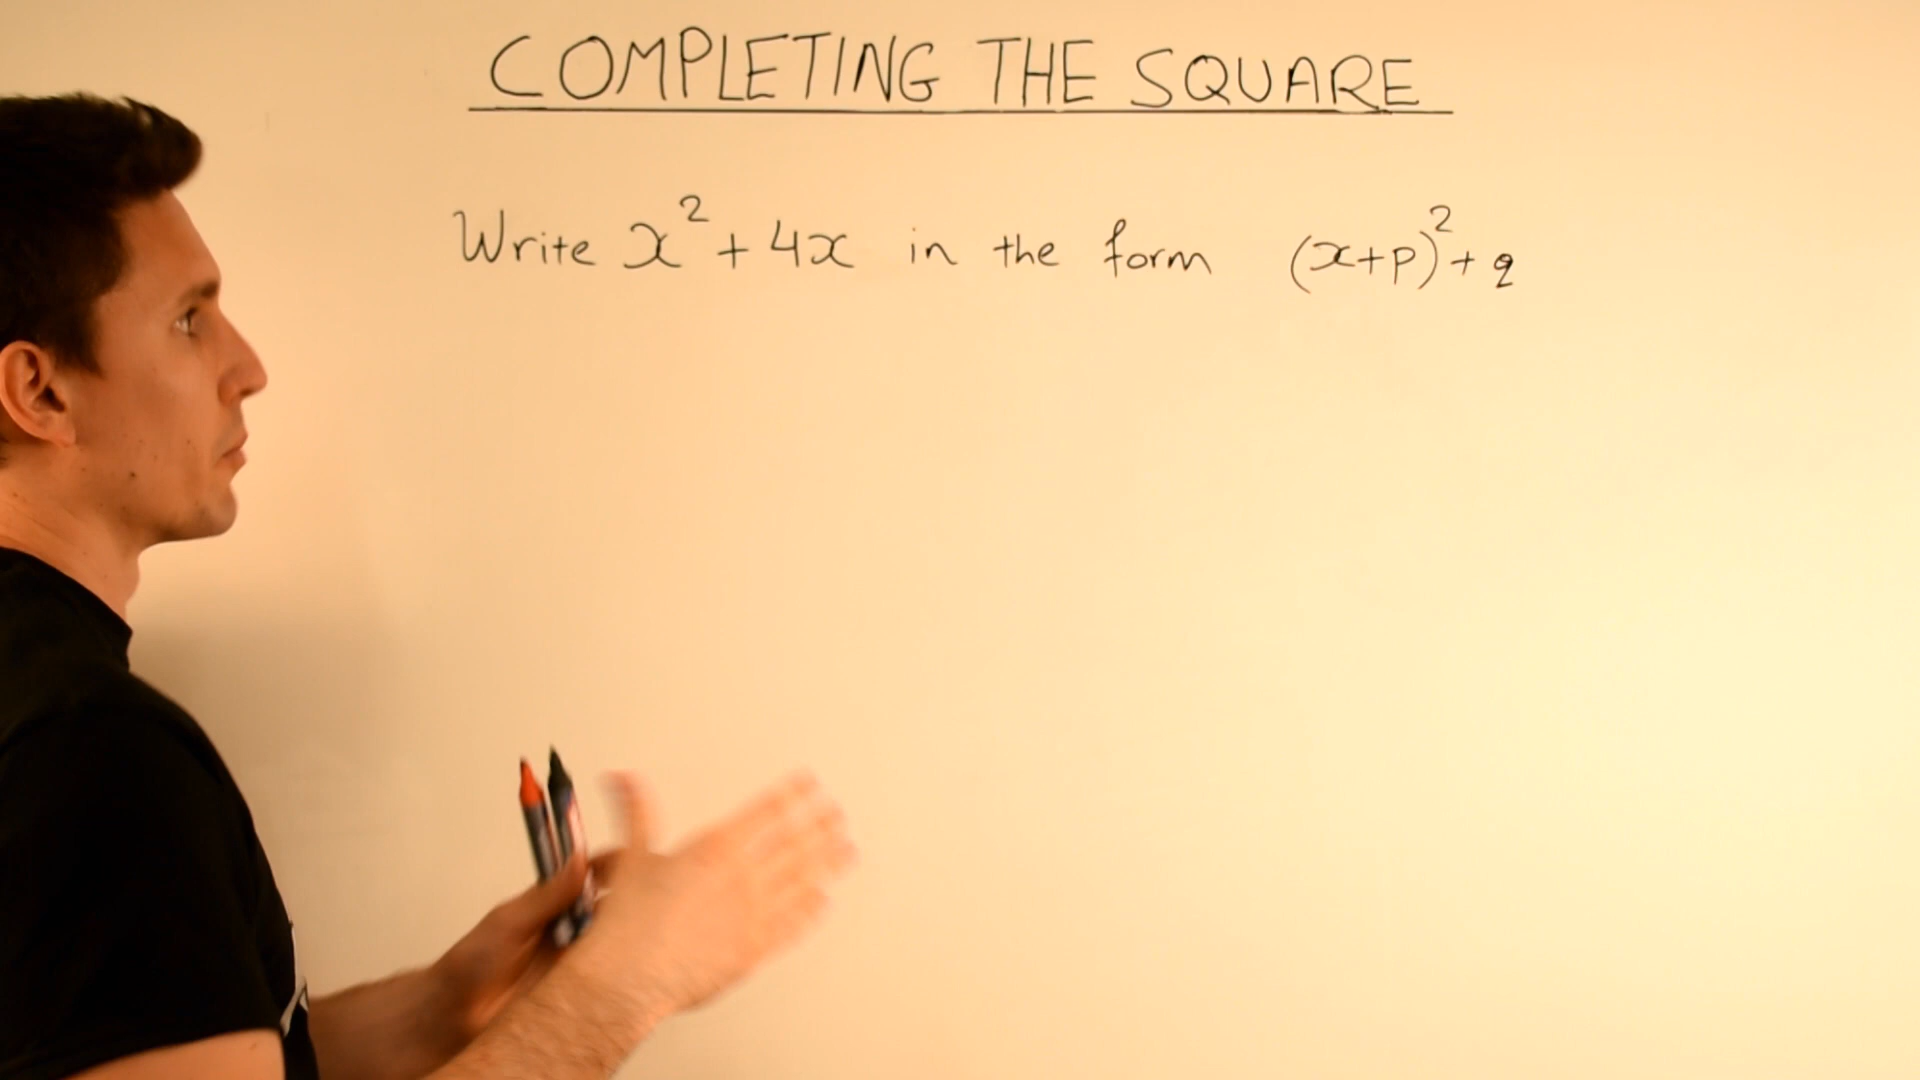 COMPLETING THE SQUARE
Write x² + 4x in the form (x+p)² + q